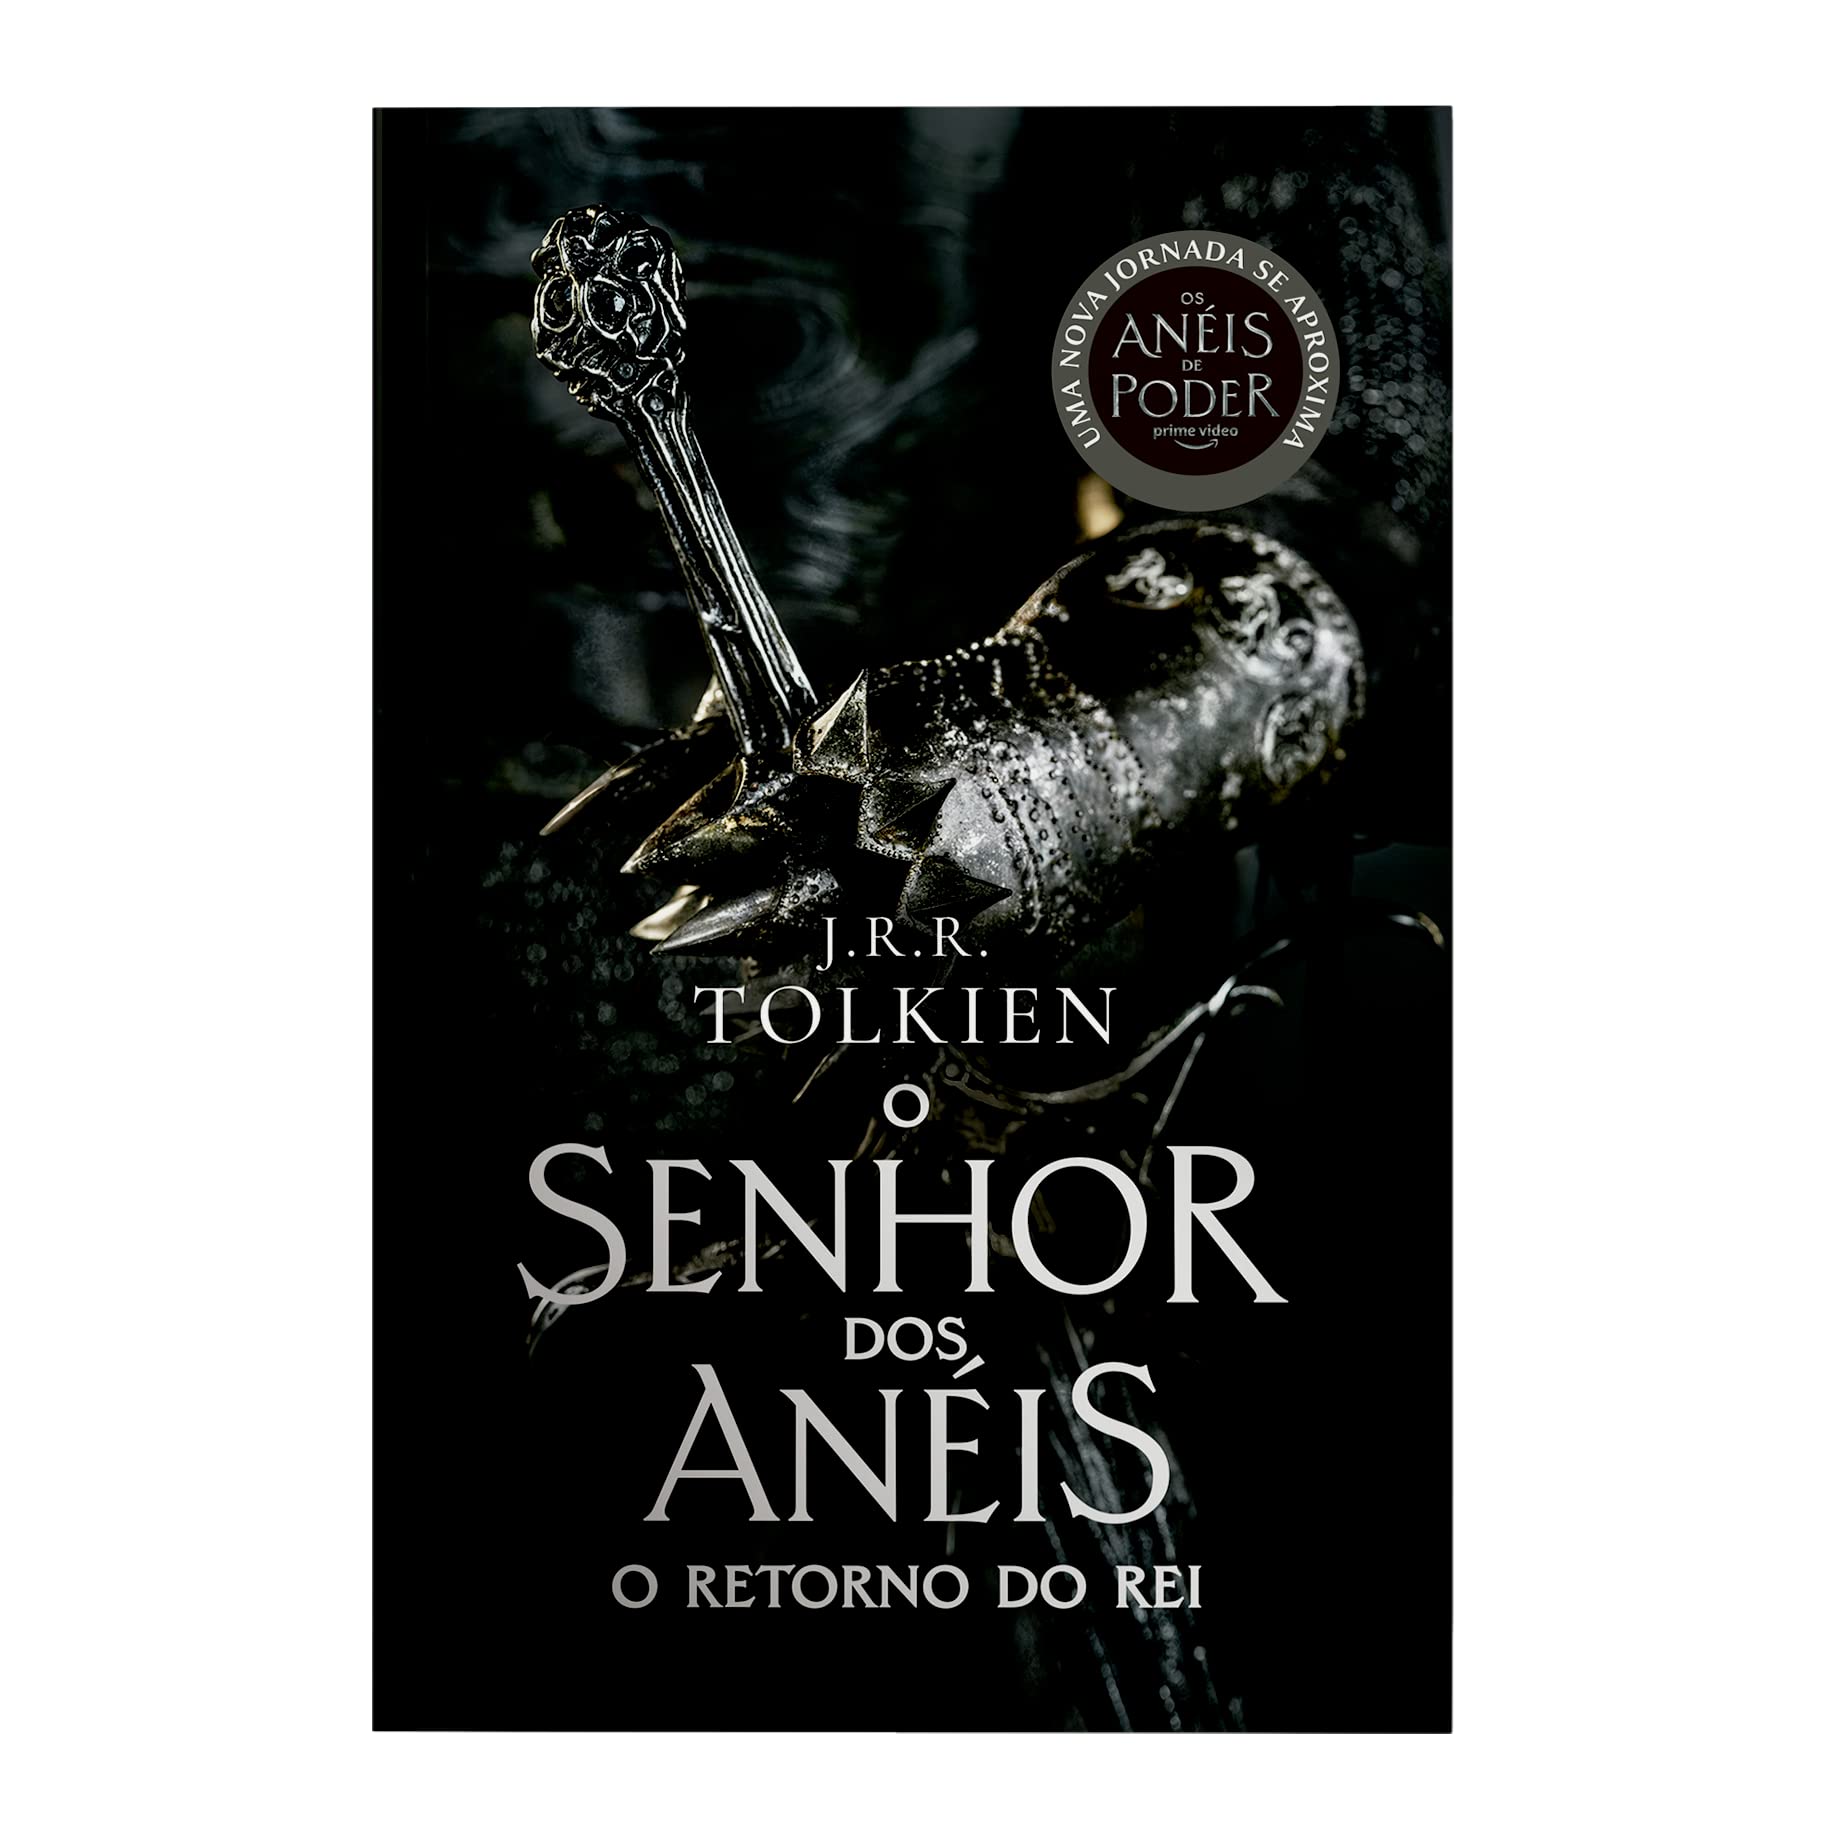 UMA NOVA JORNADA SE APROXIMA
OS
ANÉIS
DE
PODER
prime video
J.R.R.
TOLKIEN
O
SENHOR
DOS
ANÉIS
O RETORNO DO REI